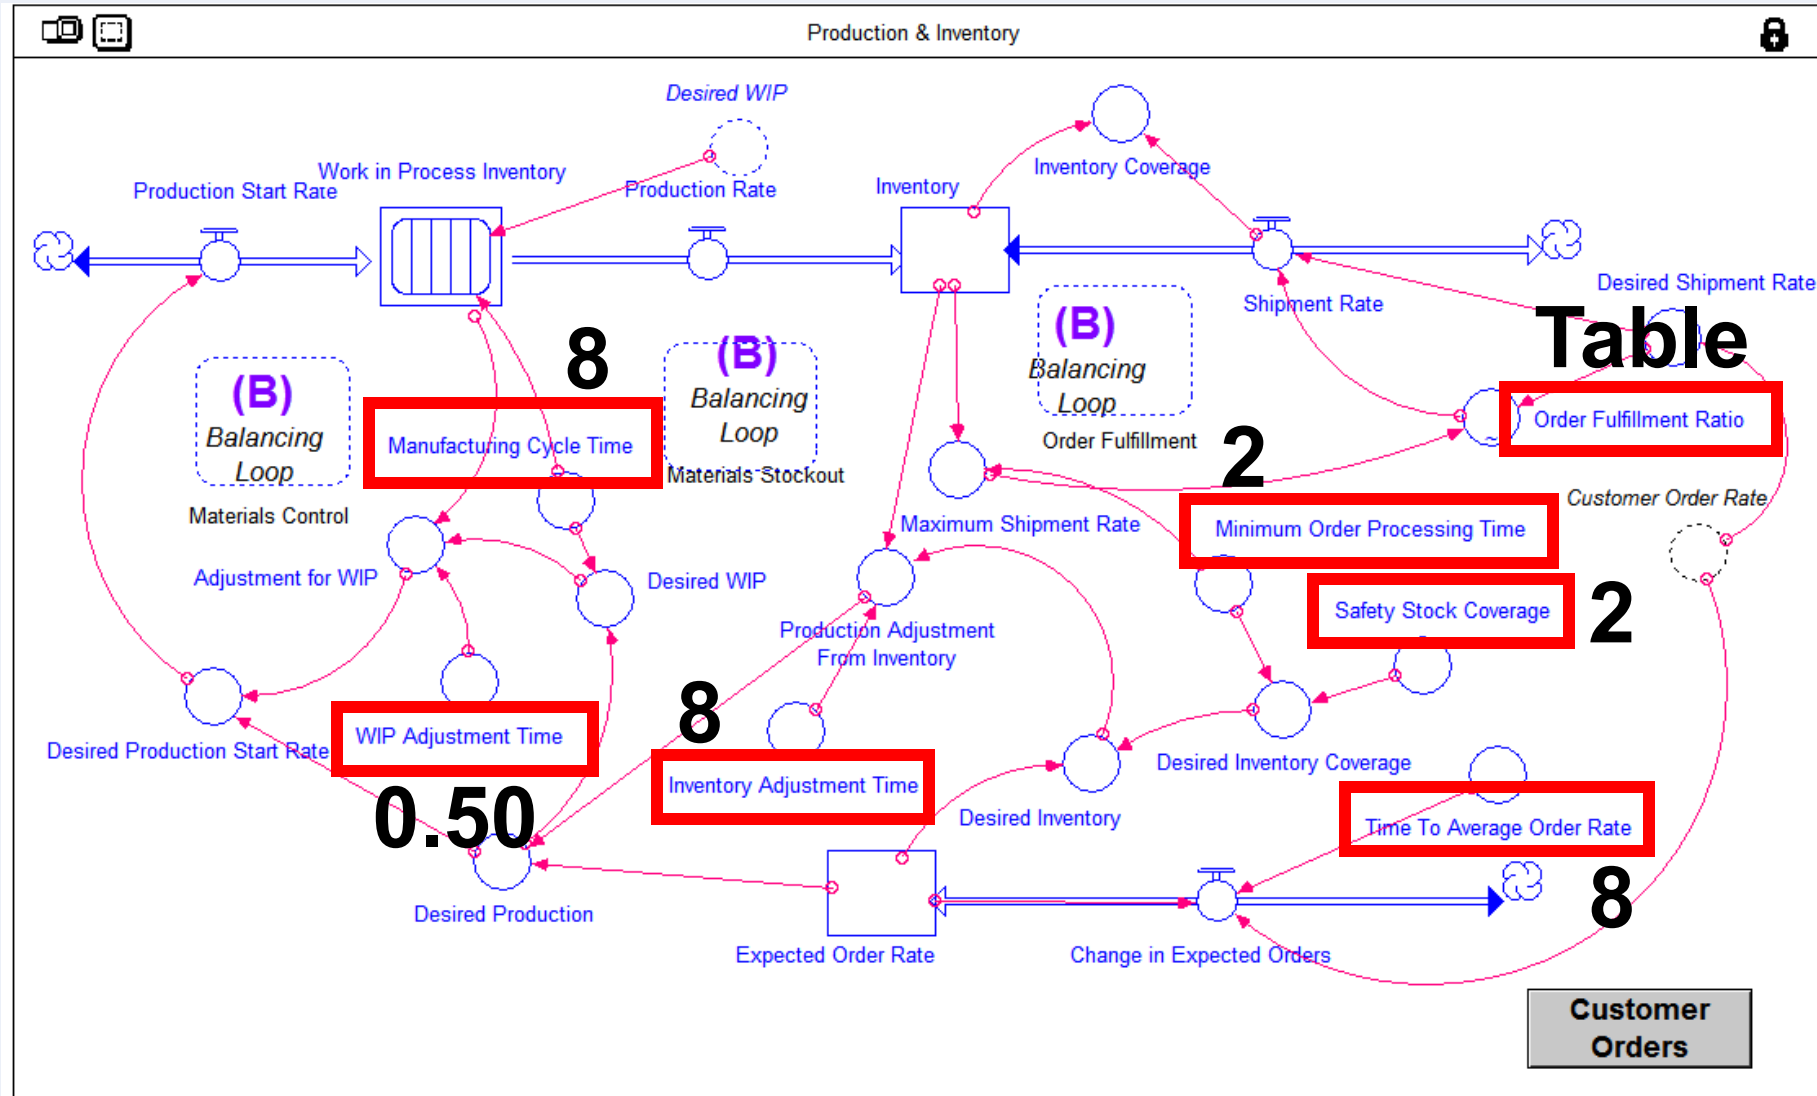 Production & Inventory
Desired WIP
Work in Process Inventory
Production Start Rate
Production Rate
Inventory
Inventory Coverage
Shipment Rate
Desired Shipment Rate
Table
Order Fulfillment Ratio
(B)
Balancing
Loop
Materials Control
8
Manufacturing Cycle Time
(B)
Balancing
Loop
Materials Stockout
(B)
Balancing
Loop
Order Fulfillment
2
Maximum Shipment Rate
Minimum Order Processing Time
Customer Order Rate
Adjustment for WIP
Desired WIP
Safety Stock Coverage
2
Production Adjustment
From Inventory
Desired Production Start Rate
WIP Adjustment Time
0.50
8
Inventory Adjustment Time
Desired Inventory
Desired Inventory Coverage
Time To Average Order Rate
8
Desired Production
Expected Order Rate
Change in Expected Orders
Customer
Orders